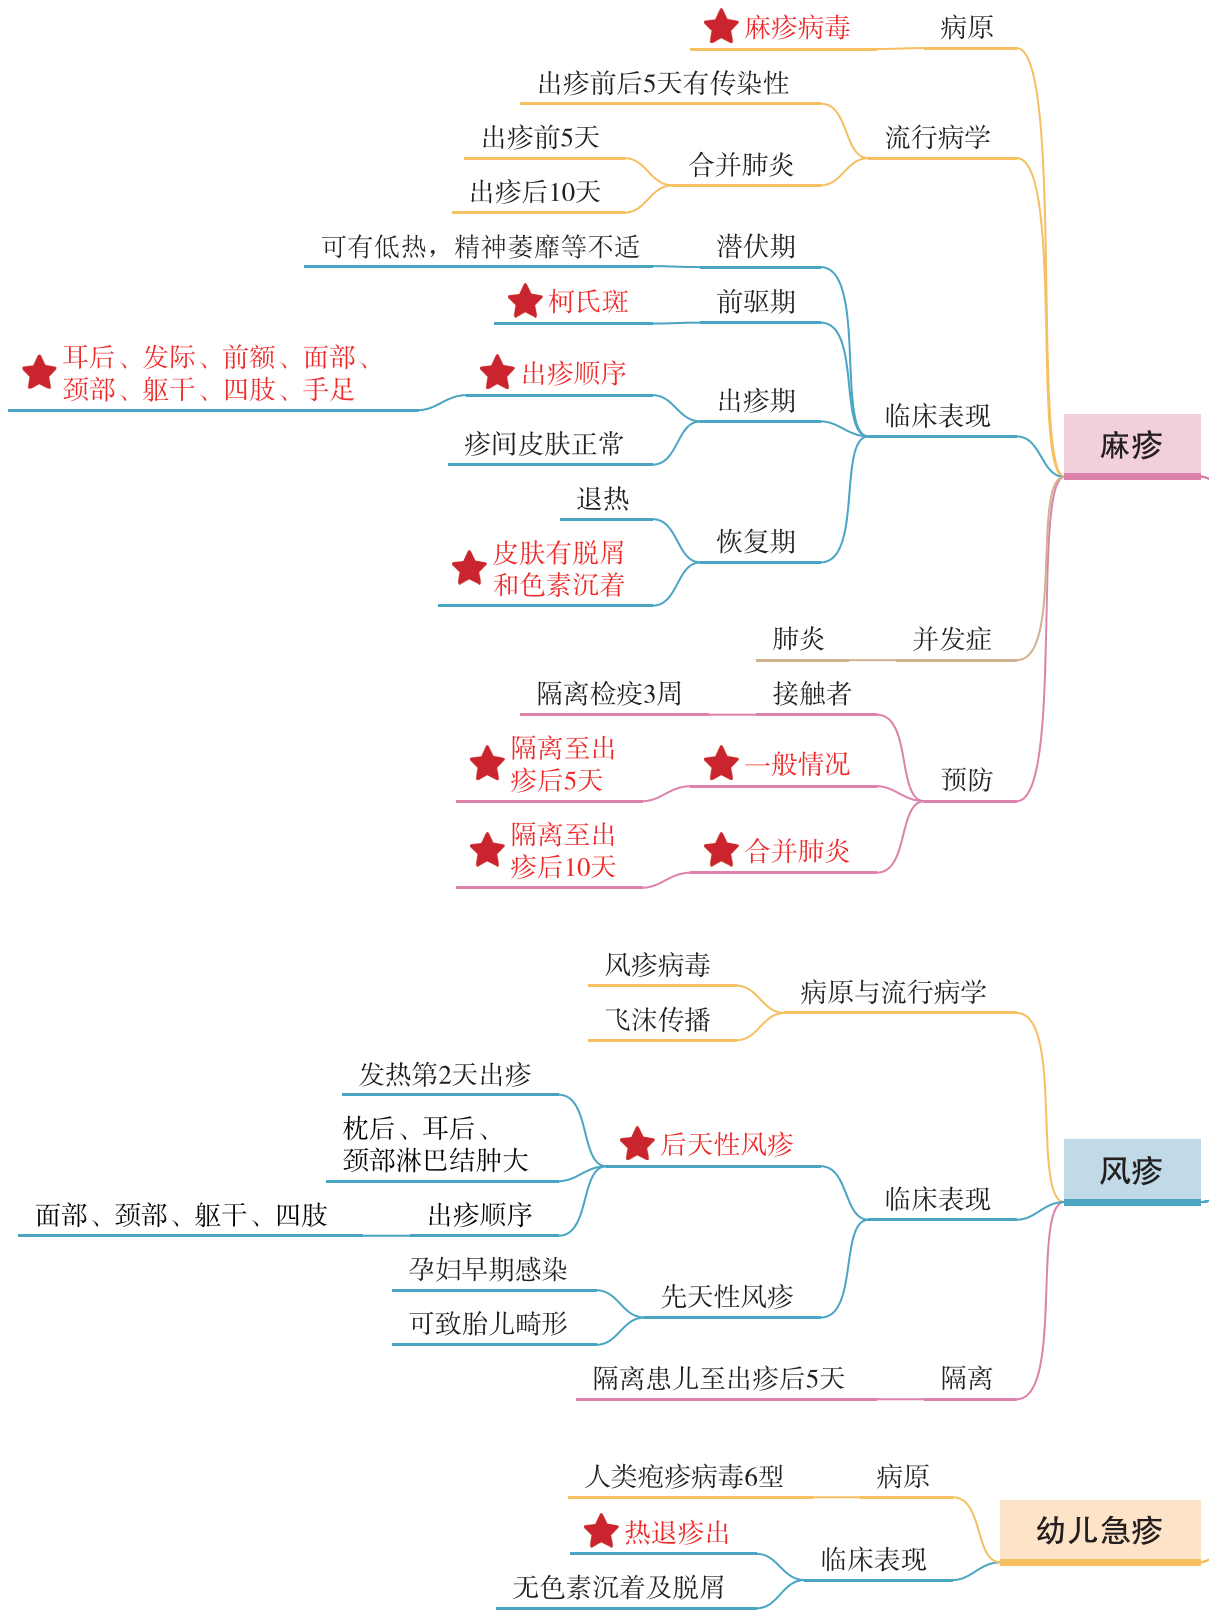 麻疹
病原
麻疹病毒
流行病学
出疹前后5天有传染性
合并肺炎
出疹前5天
出疹后10天
临床表现
潜伏期
可有低热，精神萎靡等不适
前驱期
柯氏斑
出疹期
出疹顺序
耳后、发际、前额、面部、
颈部、躯干、四肢、手足
疹间皮肤正常
恢复期
退热
皮肤有脱屑
和色素沉着
并发症
肺炎
预防
接触者
隔离检疫3周
一般情况
隔离至出
疹后5天
合并肺炎
隔离至出
疹后10天
风疹
病原与流行病学
风疹病毒
飞沫传播
临床表现
后天性风疹
发热第2天出疹
枕后、耳后、
颈部淋巴结肿大
出疹顺序
面部、颈部、躯干、四肢
先天性风疹
孕妇早期感染
可致胎儿畸形
隔离
隔离患儿至出疹后5天
幼儿急疹
病原
人类疱疹病毒6型
临床表现
热退疹出
无色素沉着及脱屑